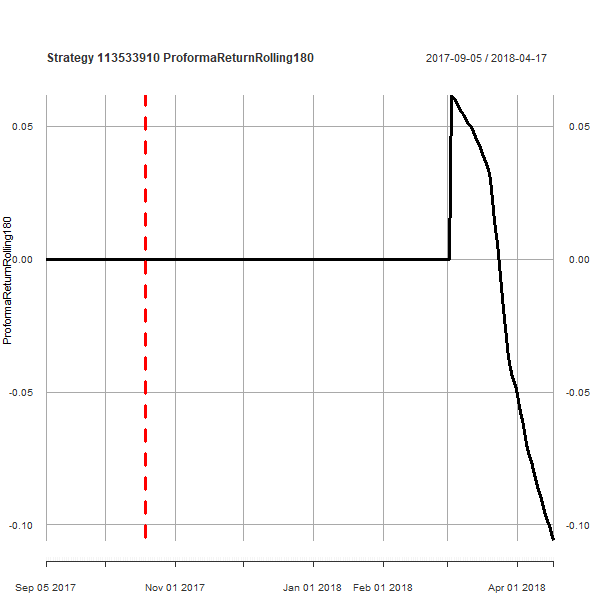 Strategy 113533910 ProformaReturnRolling180
2017-09-05 / 2018-04-17
0.05
0.05
0.00
0.00
-0.05
-0.05
-0.10
-0.10
ProformaReturnRolling180
Sep 05 2017
Nov 01 2017
Jan 01 2018
Feb 01 2018
Apr 01 2018